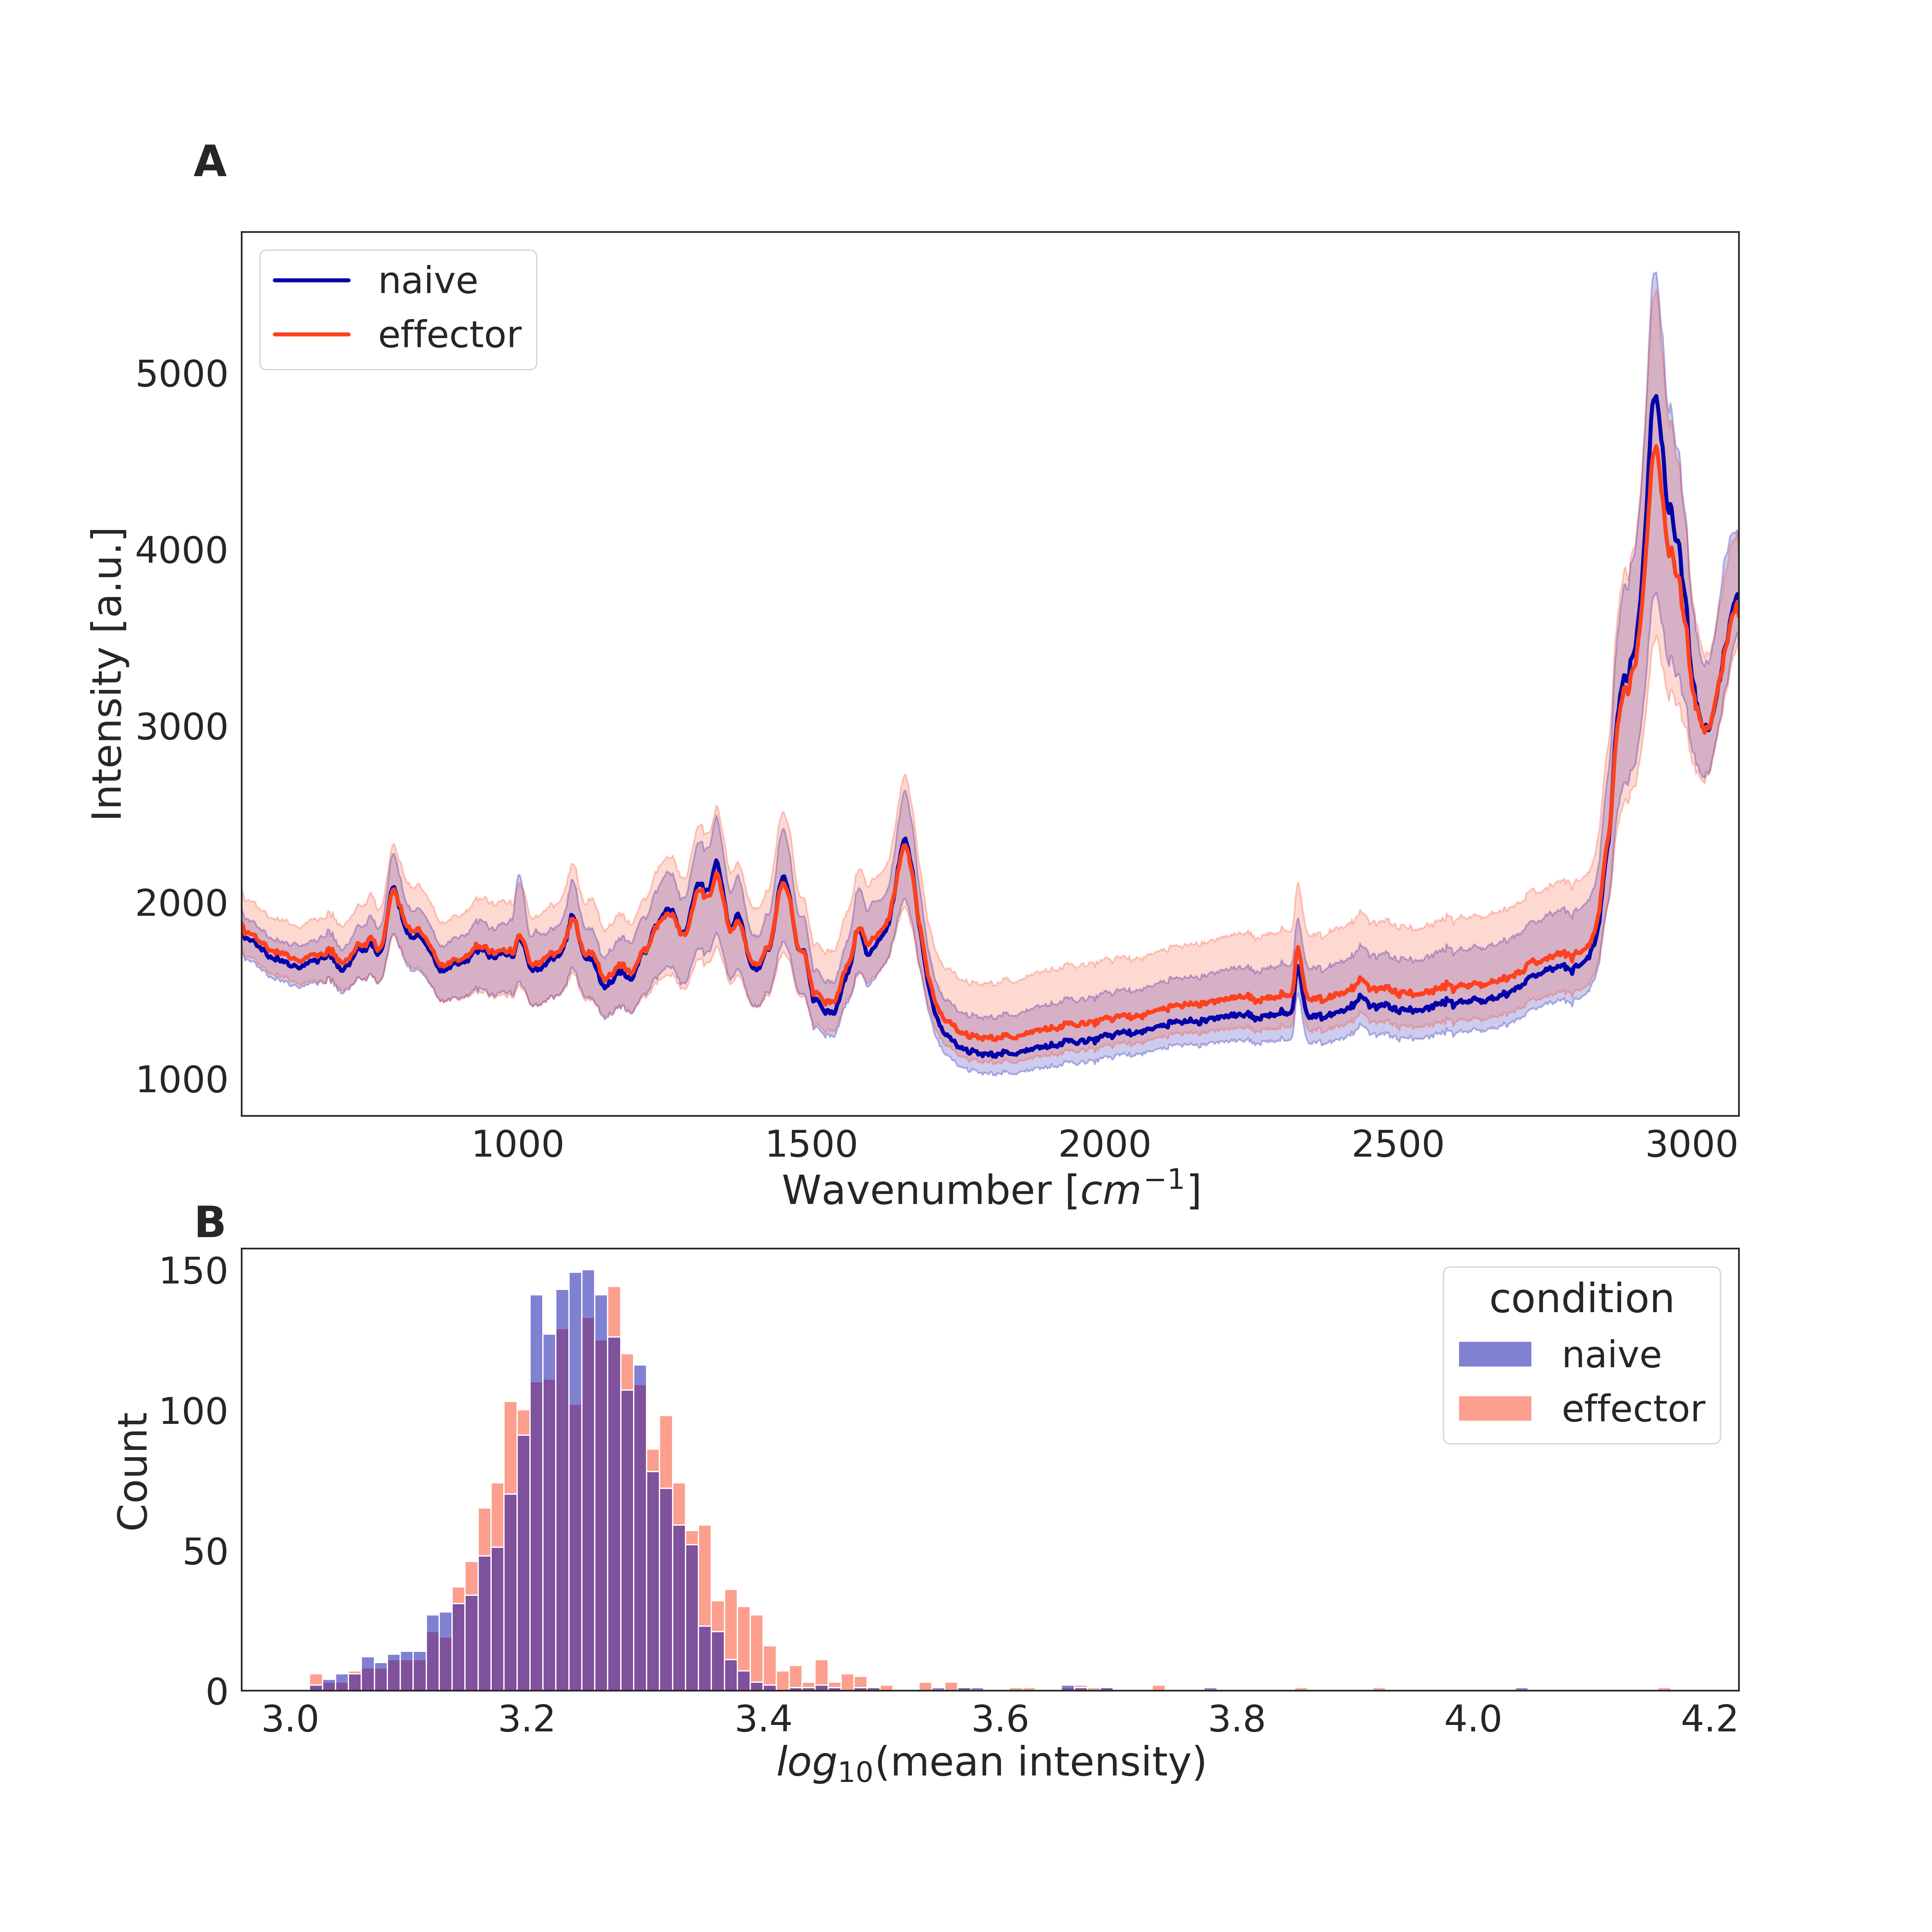 A
naive
effector
5000
4000
3000
2000
1000
Intensity [a.u.]
1000 1500 2000 2500 3000
Wavenumber [cm⁻¹]
B
150
100
50
0
Count
condition
naive
effector
3.0 3.2 3.4 3.6 3.8 4.0 4.2
log₁₀(mean intensity)